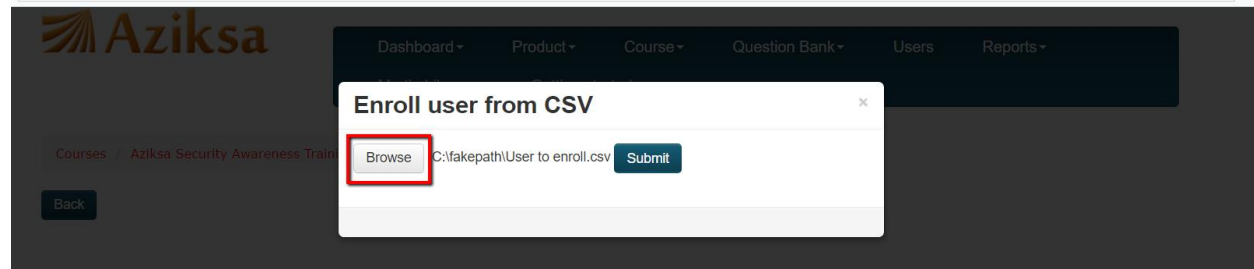 Aziksa
Dashboard Product Course Question Bank Users Reports
Enroll user from CSV ×
Courses / Aziksa Security Awareness Traini
Browse C:\fakepath\User to enroll.csv Submit
Back